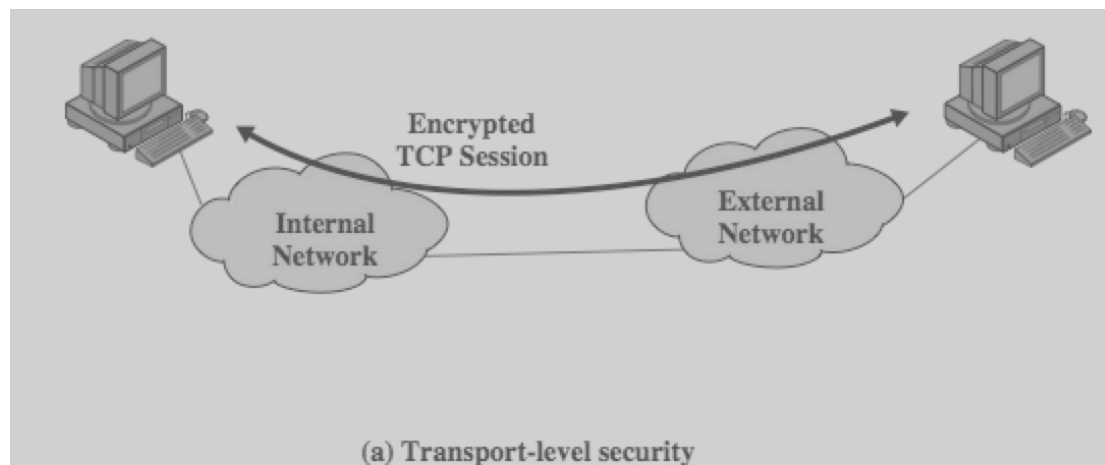 Encrypted
TCP Session
Internal
Network
External
Network
(a) Transport-level security